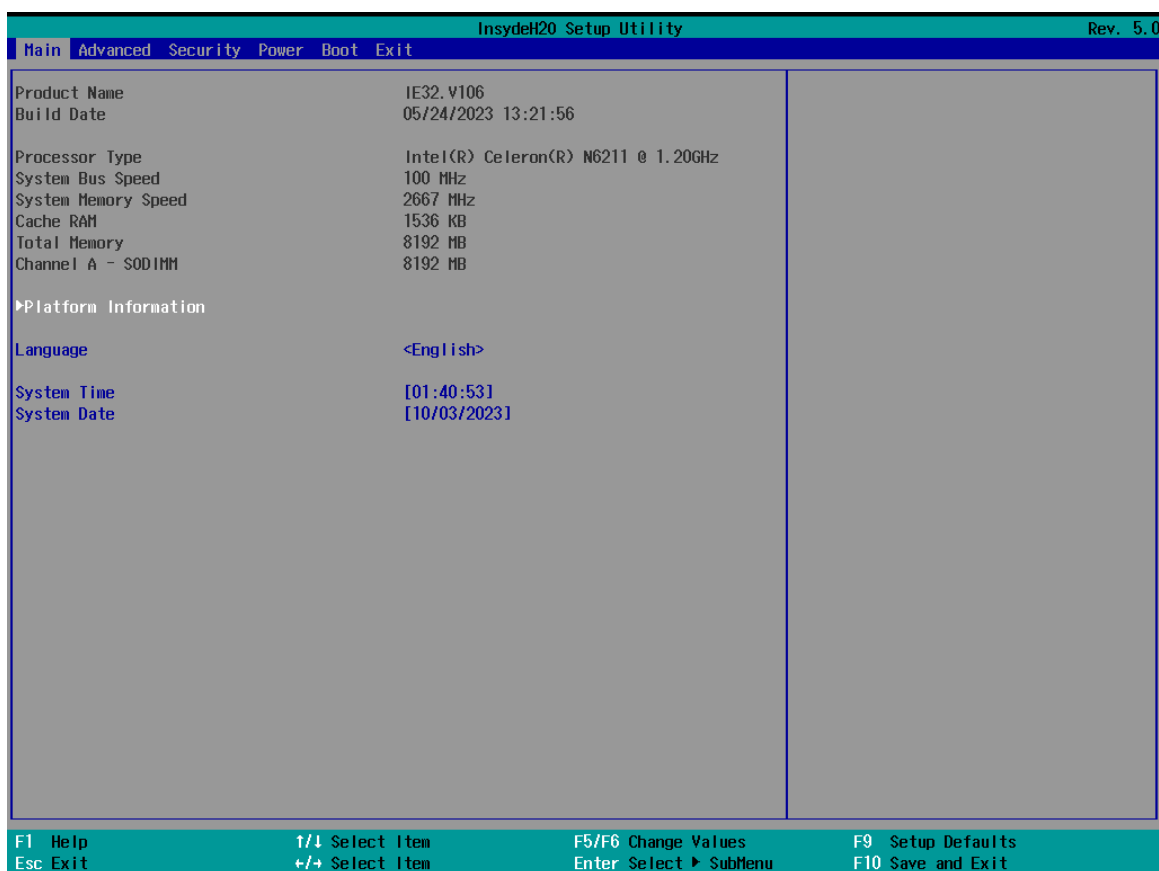 InsydeH20 Setup Utility Rev. 5.0
Main Advanced Security Power Boot Exit
Product Name IE32.V106
Build Date 05/24/2023 13:21:56
Processor Type Intel(R) Celeron(R) N6211 @ 1.20GHz
System Bus Speed 100 MHz
System Memory Speed 2667 MHz
Cache RAM 1536 KB
Total Memory 8192 MB
Channel A - SODIMM 8192 MB
▶Platform Information
Language <English>
System Time [01:40:53]
System Date [10/03/2023]
F1 Help ↑/↓ Select Item F5/F6 Change Values F9 Setup Defaults
Esc Exit ←/→ Select Item Enter Select ▶ SubMenu F10 Save and Exit